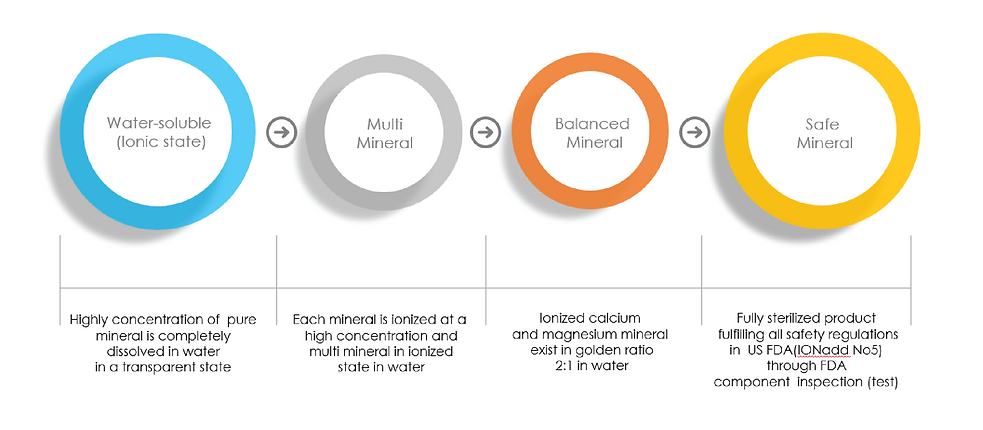 Water-soluble
(Ionic state)
Multi
Mineral
Balanced
Mineral
Safe
Mineral
Highly concentration of pure
mineral is completely
dissolved in water
in a transparent state
Each mineral is ionized at a
high concentration and
multi mineral in ionized
state in water
Ionized calcium
and magnesium mineral
exist in golden ratio
2:1 in water
Fully sterilized product
fulfilling all safety regulations
in US FDA(IONadd No5)
through FDA
component inspection (test)